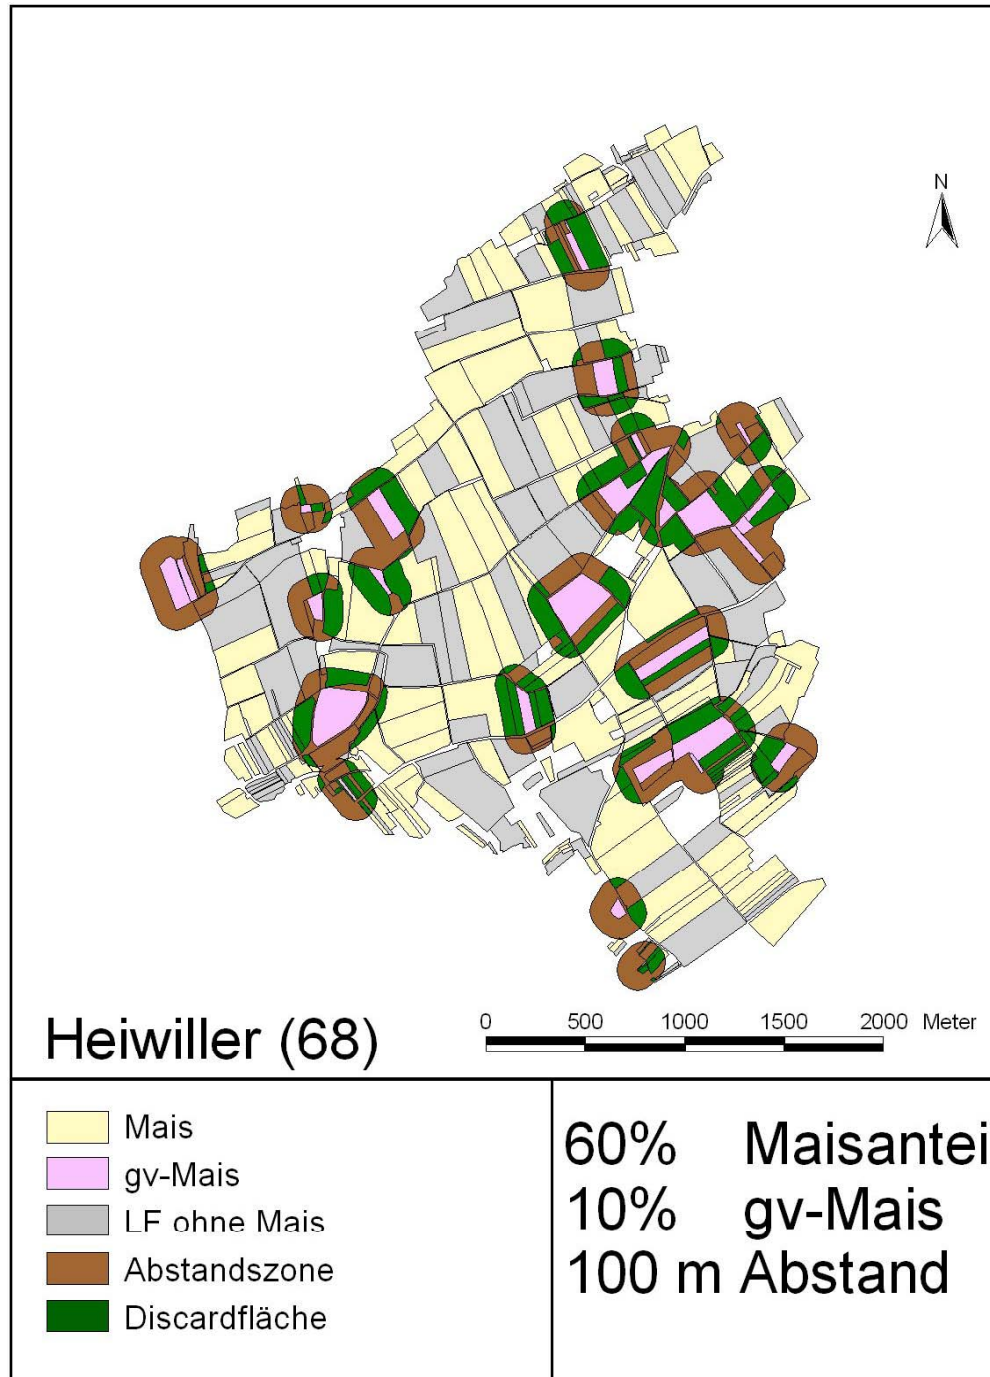 N
Heiwiller (68)
0 500 1000 1500 2000 Meter
Mais
gv-Mais
LF ohne Mais
Abstandszone
Discardfläche
60% Maisantei
10% gv-Mais
100 m Abstand